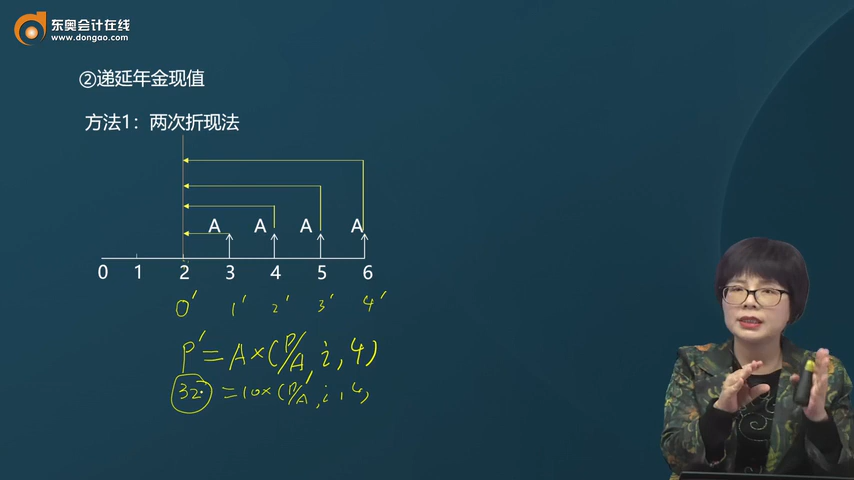 东奥会计在线
www.dongao.com
②递延年金现值
方法1：两次折现法
A A A A
0 1 2 3 4 5 6
0′ 1′ 2′ 3′ 4′
P′=A×(P/A,i,4)
32 =10×(P/A,i,4)